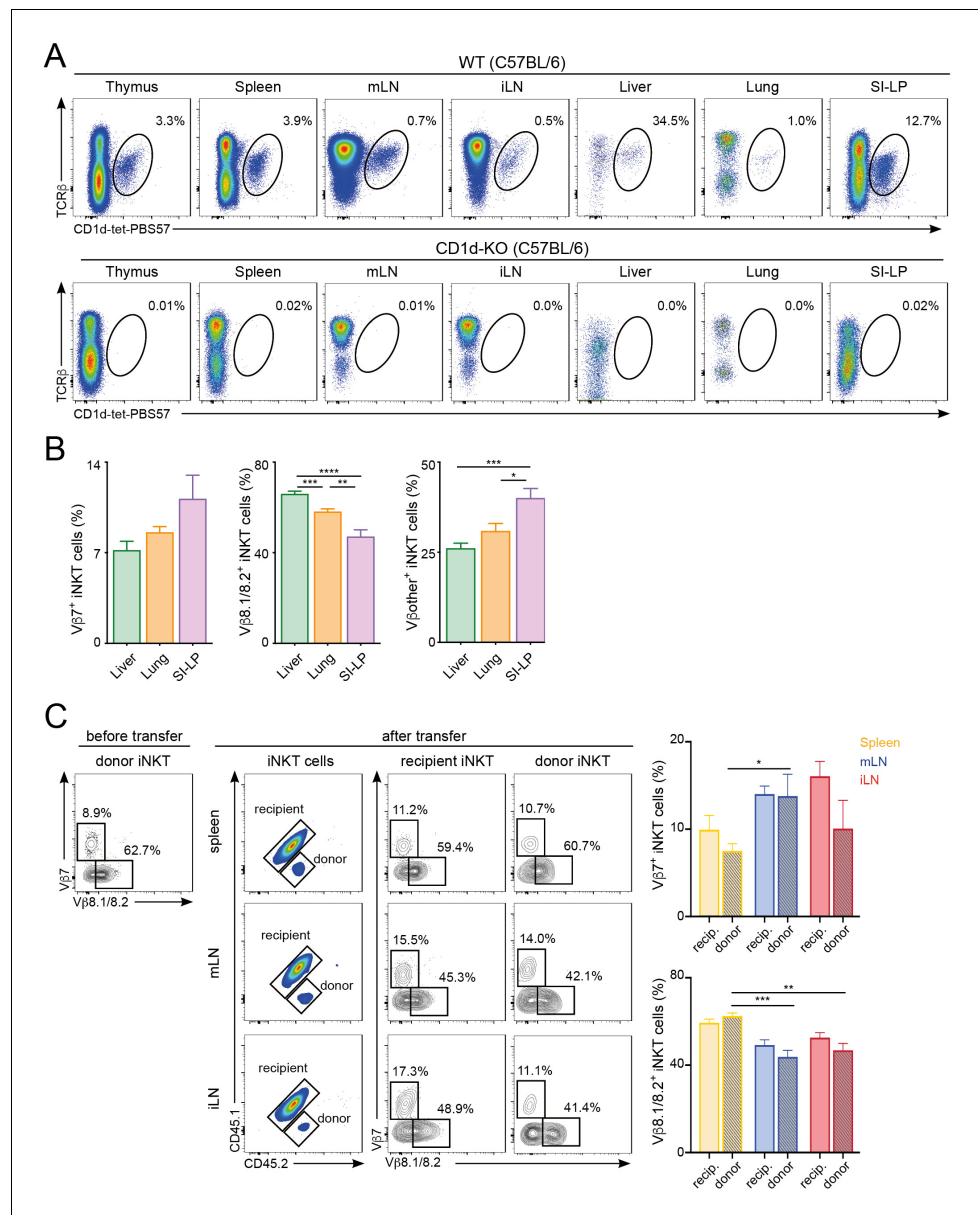 A
WT (C57BL/6)
Thymus Spleen mLN iLN Liver Lung SI-LP
3.3% 3.9% 0.7% 0.5% 34.5% 1.0% 12.7%
TCRβ
CD1d-tet-PBS57
CD1d-KO (C57BL/6)
Thymus Spleen mLN iLN Liver Lung SI-LP
0.01% 0.02% 0.01% 0.0% 0.0% 0.0% 0.02%
TCRβ
CD1d-tet-PBS57
B
Vβ7+ iNKT cells (%)
14
7
0
Liver Lung SI-LP
Vβ8.1/8.2+ iNKT cells (%)
80
40
0
****
*** **
Liver Lung SI-LP
Vβother+ iNKT cells (%)
50
25
0
***
*
Liver Lung SI-LP
C
before transfer
donor iNKT
8.9%
62.7%
Vβ7
Vβ8.1/8.2
after transfer
iNKT cells recipient iNKT donor iNKT
spleen
recipient
donor
11.2%
59.4%
10.7%
60.7%
mLN
recipient
donor
15.5%
45.3%
14.0%
42.1%
iLN
recipient
donor
17.3%
48.9%
11.1%
41.4%
CD45.1
CD45.2
Vβ7
Vβ8.1/8.2
Vβ7+ iNKT cells (%)
20
10
0
*
Spleen
mLN
iLN
recip. donor recip. donor recip. donor
Vβ8.1/8.2+ iNKT cells (%)
80
40
0
**
***
recip. donor recip. donor recip. donor